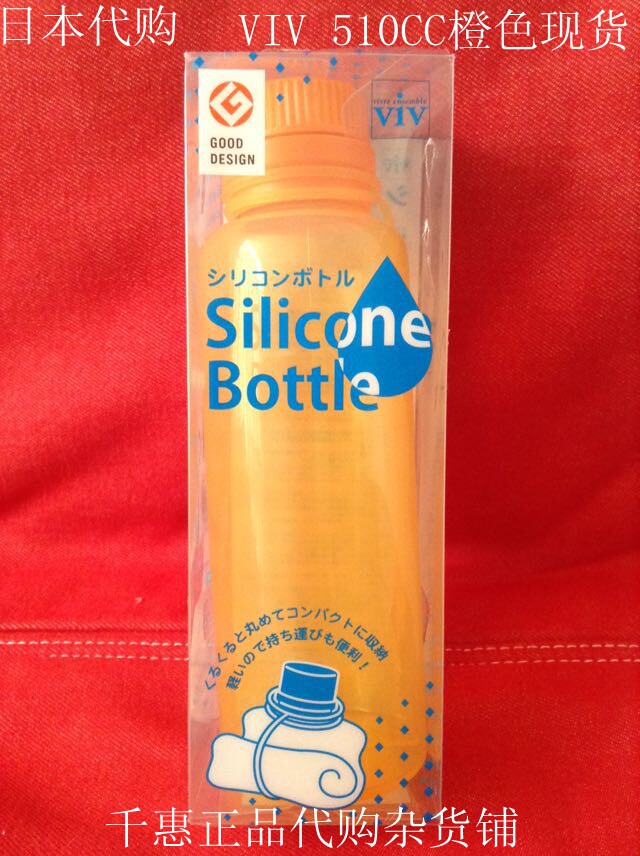 日本代购 VIV 510CC橙色现货
GOOD
DESIGN
vivre ensemble
VIV
シリコンボトル
Silicone
Bottle
くるくると丸めてコンパクトに収納
軽いので持ち運びも便利！
千惠正品代购杂货铺